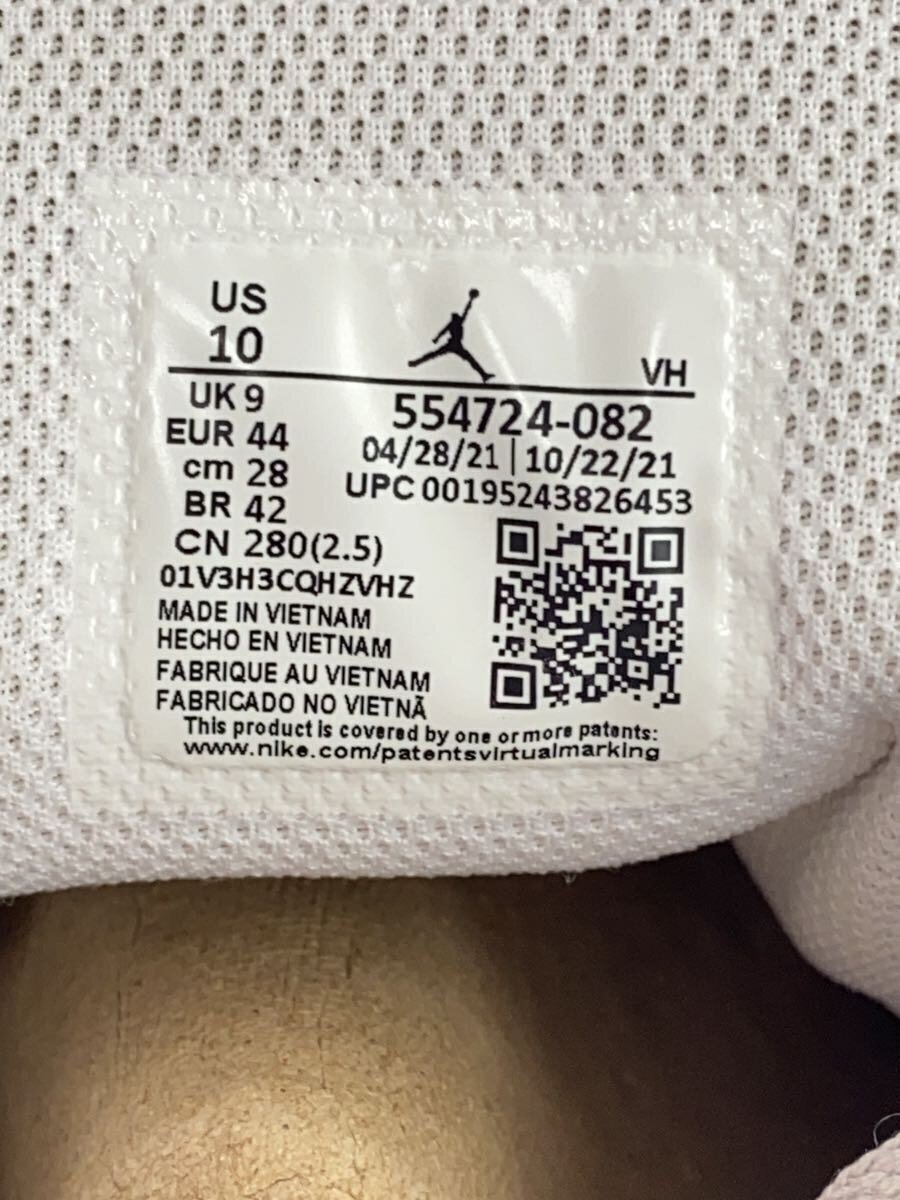 US
10
VH
UK 9
EUR 44
cm 28
BR 42
CN 280(2.5)
554724-082
04/28/21 | 10/22/21
UPC 00195243826453
01V3H3CQHZVHZ
MADE IN VIETNAM
HECHO EN VIETNAM
FABRIQUE AU VIETNAM
FABRICADO NO VIETNÃ
This product is covered by one or more patents:
www.nike.com/patentsvirtualmarking